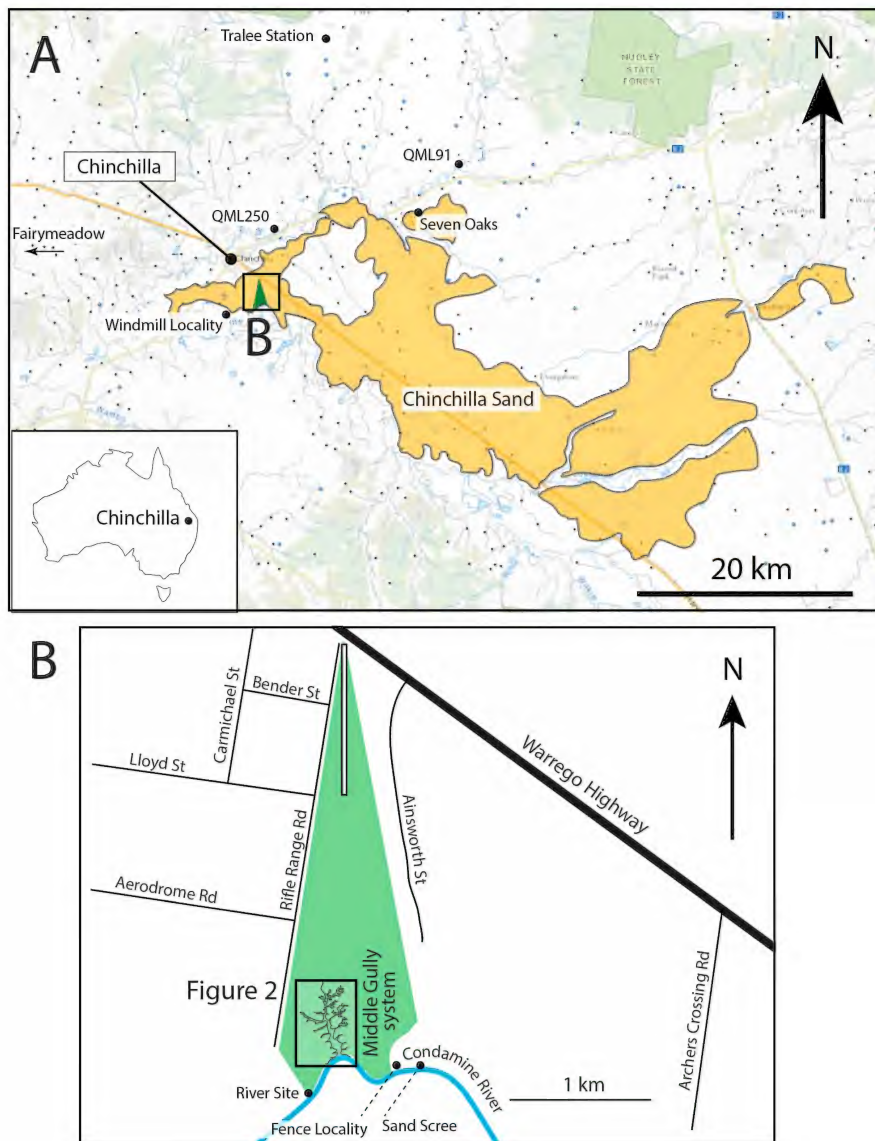 A
Tralee Station
NUDLEY
STATE
FOREST
N
QML91
Chinchilla
QML250
Seven Oaks
Fairymeadow
Windmill Locality
B
Chinchilla Sand
Chinchilla
20 km
B
N
Carmichael St
Bender St
Lloyd St
Rifle Range Rd
Ainsworth St
Warrego Highway
Aerodrome Rd
Figure 2
Middle Gully
system
Archers Crossing Rd
Condamine River
River Site
1 km
Fence Locality
Sand Scree